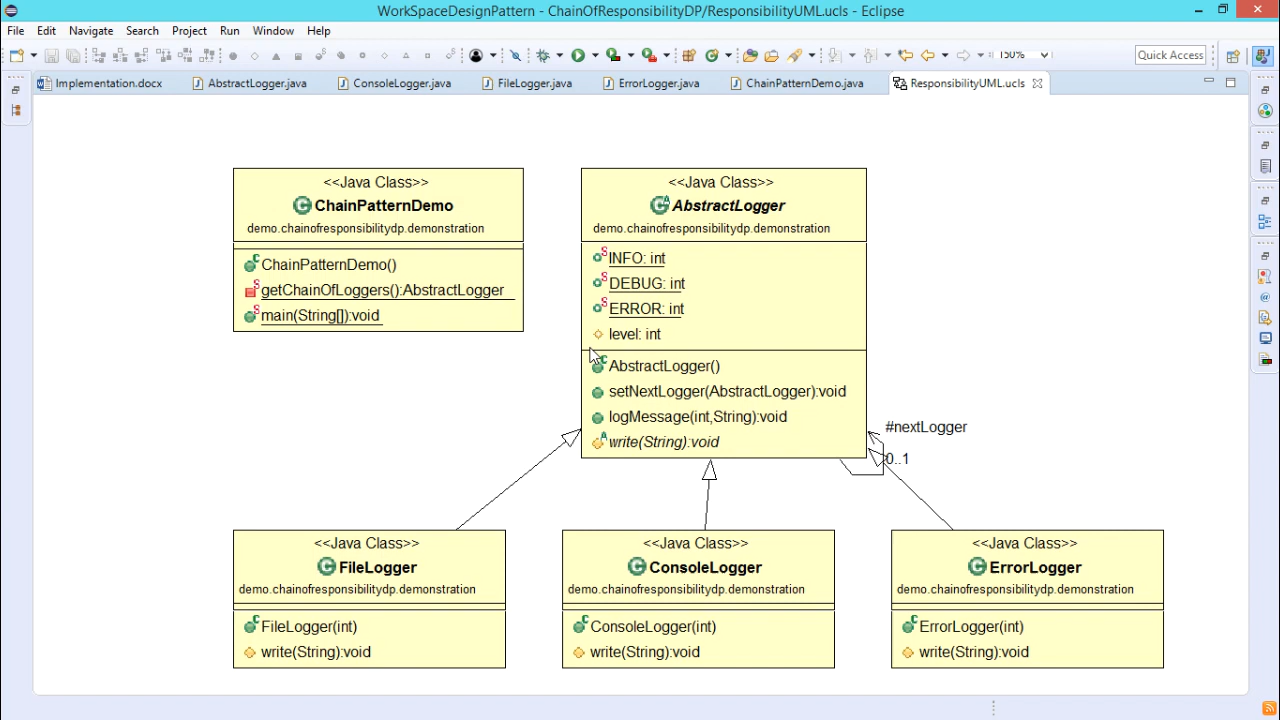 WorkSpaceDesignPattern - ChainOfResponsibilityDP/ResponsibilityUML.ucls - Eclipse
File Edit Navigate Search Project Run Window Help
150% Quick Access
Implementation.docx AbstractLogger.java ConsoleLogger.java FileLogger.java ErrorLogger.java ChainPatternDemo.java ResponsibilityUML.ucls
<<Java Class>>
ChainPatternDemo
demo.chainofresponsibilitydp.demonstration
ChainPatternDemo()
getChainOfLoggers():AbstractLogger
main(String[]):void
<<Java Class>>
AbstractLogger
demo.chainofresponsibilitydp.demonstration
INFO: int
DEBUG: int
ERROR: int
level: int
AbstractLogger()
setNextLogger(AbstractLogger):void
logMessage(int,String):void
write(String):void
#nextLogger
0..1
<<Java Class>>
FileLogger
demo.chainofresponsibilitydp.demonstration
FileLogger(int)
write(String):void
<<Java Class>>
ConsoleLogger
demo.chainofresponsibilitydp.demonstration
ConsoleLogger(int)
write(String):void
<<Java Class>>
ErrorLogger
demo.chainofresponsibilitydp.demonstration
ErrorLogger(int)
write(String):void